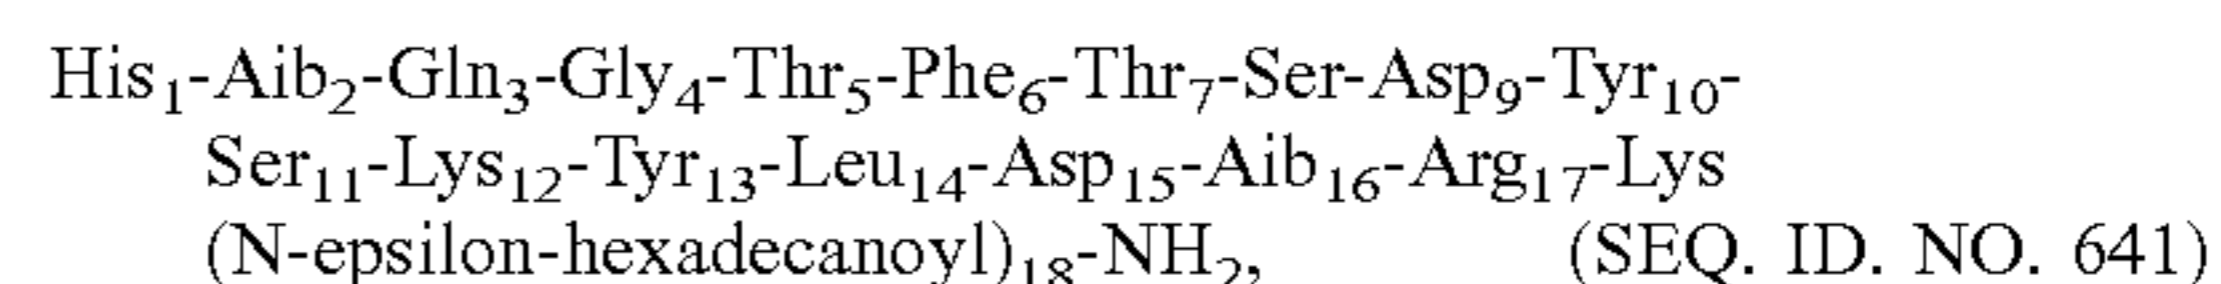 His₁-Aib₂-Gln₃-Gly₄-Thr₅-Phe₆-Thr₇-Ser-Asp₉-Tyr₁₀-
Ser₁₁-Lys₁₂-Tyr₁₃-Leu₁₄-Asp₁₅-Aib₁₆-Arg₁₇-Lys
(N-epsilon-hexadecanoyl)₁₈-NH₂, (SEQ. ID. NO. 641)